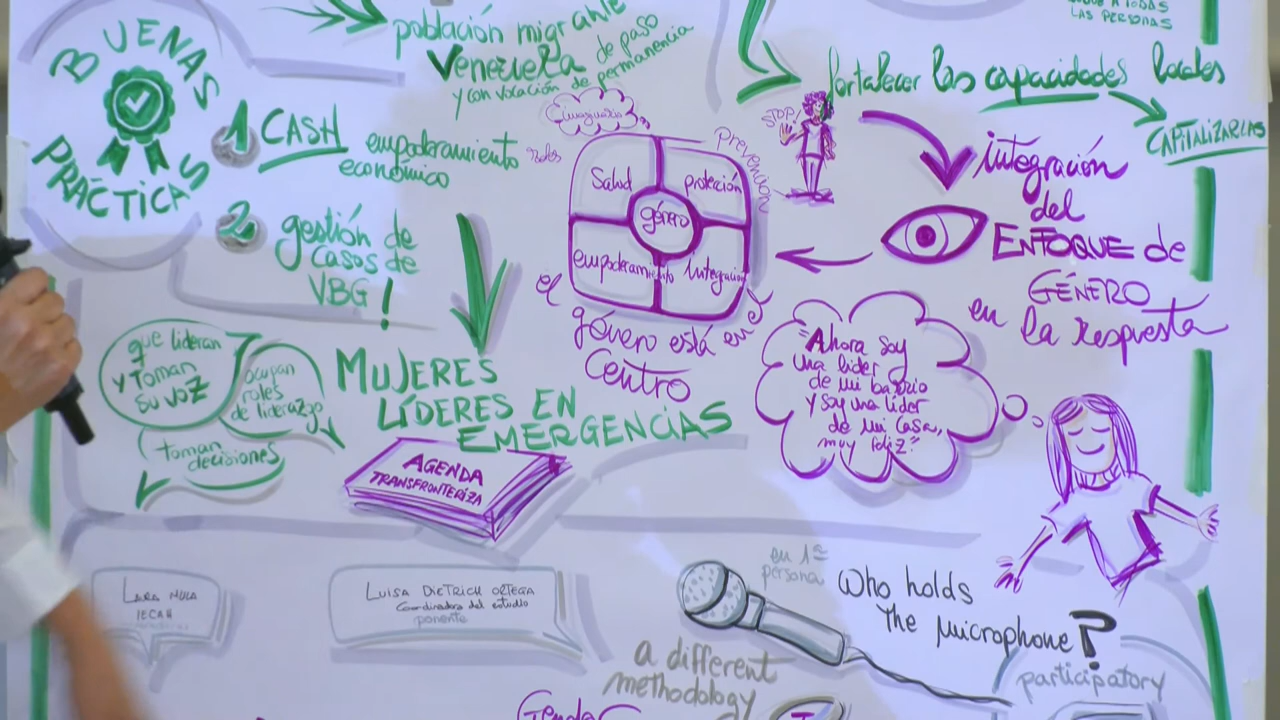 BUENAS
PRÁCTICAS
población migrante
Venezuela de paso
y con vocación de permanencia
1 CASH
empoderamiento
económico
2 gestión de
casos de
VBG!
A TODAS
LAS PERSONAS
fortalecer las capacidades locales
CAPITALIZARLAS
STOP!
Roles
prevención
Salud
protección
género
empoderamiento
Integración
el
género está en el
Centro
integración
del
ENFOQUE de
GÉNERO
en la respuesta
que lideran
y toman
su voz
ocupan
roles
de liderazgo
toman
decisiones
MUJERES
LÍDERES EN
EMERGENCIAS
AGENDA
TRANSFRONTERIZA
"Ahora soy
una líder
de mi barrio
y soy una líder
de mi casa,
muy feliz"
LARA
IECAH
LUISA DIETRICH ORTEGA
Coordinadora del estudio
ponente
en 1ª
persona
Who holds
the microphone?
a different
methodology
participatory